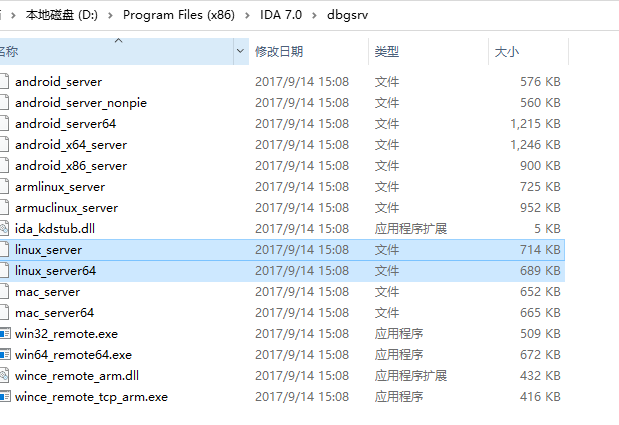 本地磁盘 (D:) › Program Files (x86) › IDA 7.0 › dbgsrv
名称 修改日期 类型 大小
android_server 2017/9/14 15:08 文件 576 KB
android_server_nonpie 2017/9/14 15:08 文件 560 KB
android_server64 2017/9/14 15:08 文件 1,215 KB
android_x64_server 2017/9/14 15:08 文件 1,246 KB
android_x86_server 2017/9/14 15:08 文件 900 KB
armlinux_server 2017/9/14 15:08 文件 725 KB
armuclinux_server 2017/9/14 15:08 文件 952 KB
ida_kdstub.dll 2017/9/14 15:08 应用程序扩展 5 KB
linux_server 2017/9/14 15:08 文件 714 KB
linux_server64 2017/9/14 15:08 文件 689 KB
mac_server 2017/9/14 15:08 文件 652 KB
mac_server64 2017/9/14 15:08 文件 665 KB
win32_remote.exe 2017/9/14 15:08 应用程序 509 KB
win64_remote64.exe 2017/9/14 15:08 应用程序 672 KB
wince_remote_arm.dll 2017/9/14 15:08 应用程序扩展 432 KB
wince_remote_tcp_arm.exe 2017/9/14 15:08 应用程序 416 KB